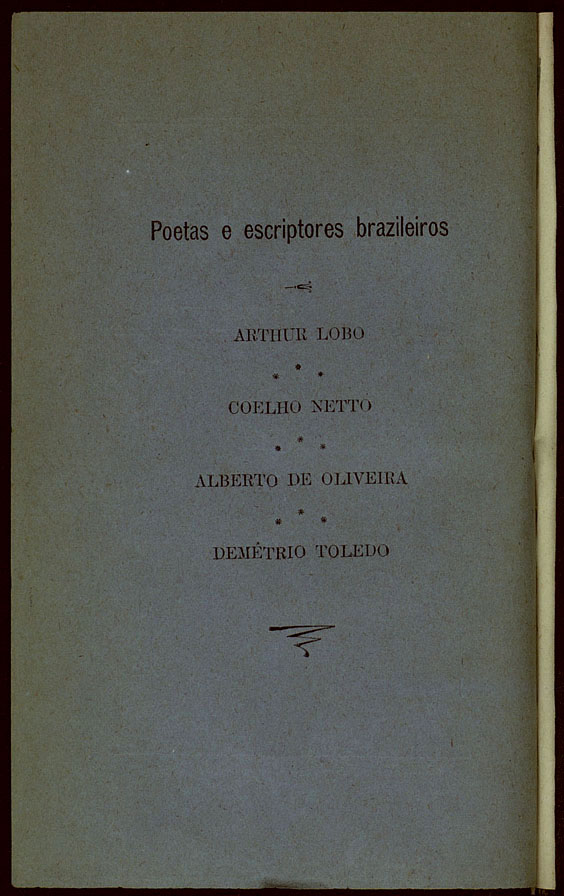 Poetas e escriptores brazileiros
ARTHUR LOBO
* * *
COELHO NETTO
* * *
ALBERTO DE OLIVEIRA
* * *
DEMÉTRIO TOLEDO